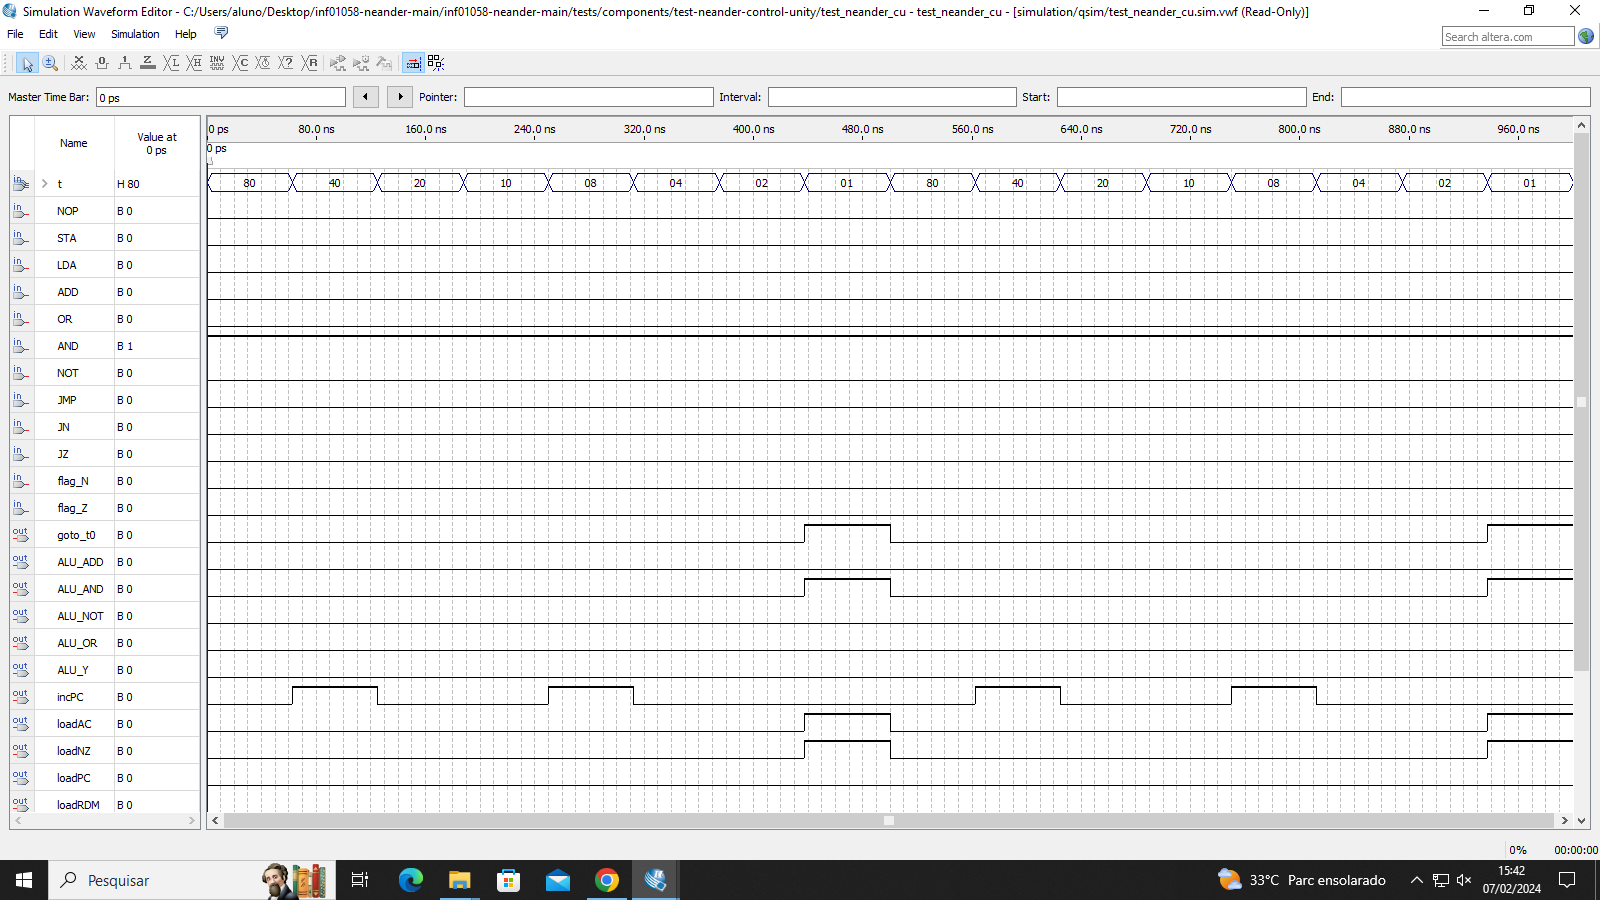 Simulation Waveform Editor - C:/Users/aluno/Desktop/inf01058-neander-main/inf01058-neander-main/tests/components/test-neander-control-unity/test_neander_cu - test_neander_cu - [simulation/qsim/test_neander_cu.sim.vwf (Read-Only)]
File Edit View Simulation Help
Search altera.com
Master Time Bar: 0 ps Pointer: Interval: Start: End:
Name Value at 0 ps
0 ps 80.0 ns 160.0 ns 240.0 ns 320.0 ns 400.0 ns 480.0 ns 560.0 ns 640.0 ns 720.0 ns 800.0 ns 880.0 ns 960.0 ns
0 ps
in t H 80 80 40 20 10 08 04 02 01 80 40 20 10 08 04 02 01
in NOP B 0
in STA B 0
in LDA B 0
in ADD B 0
in OR B 0
in AND B 1
in NOT B 0
in JMP B 0
in JN B 0
in JZ B 0
in flag_N B 0
in flag_Z B 0
out goto_t0 B 0
out ALU_ADD B 0
out ALU_AND B 0
out ALU_NOT B 0
out ALU_OR B 0
out ALU_Y B 0
out incPC B 0
out loadAC B 0
out loadNZ B 0
out loadPC B 0
out loadRDM B 0
0% 00:00:00
Pesquisar
33°C Parc ensolarado
15:42
07/02/2024